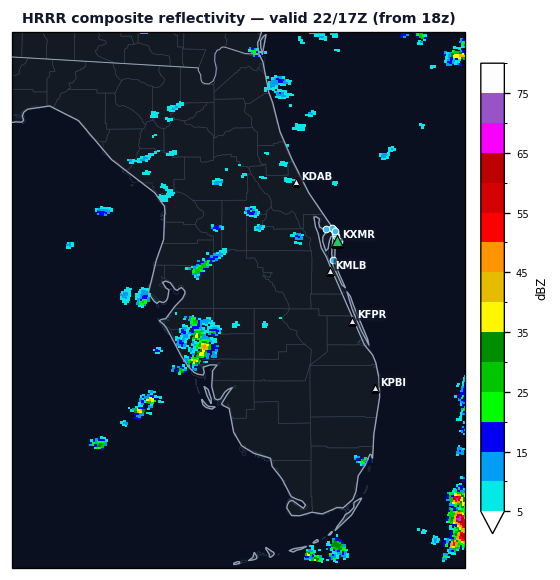 HRRR composite reflectivity — valid 22/17Z (from 18z)
KDAB
KXMR
KMLB
KFPR
KPBI
75
65
55
45
35
25
15
5
dBZ